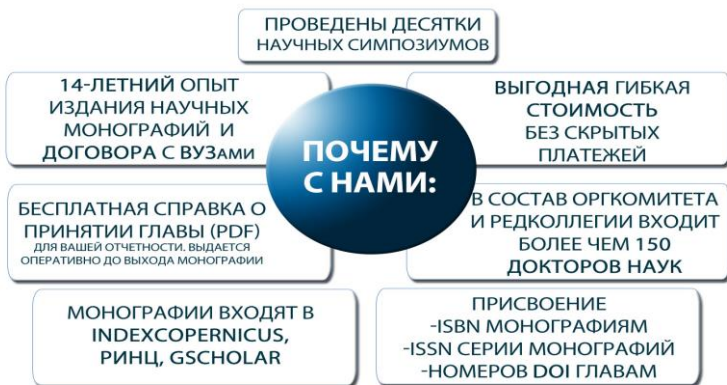 ПРОВЕДЕНЫ ДЕСЯТКИ
НАУЧНЫХ СИМПОЗИУМОВ
14-ЛЕТНИЙ ОПЫТ
ИЗДАНИЯ НАУЧНЫХ
МОНОГРАФИЙ И
ДОГОВОРА С ВУЗами
ВЫГОДНАЯ ГИБКАЯ
СТОИМОСТЬ
БЕЗ СКРЫТЫХ
ПЛАТЕЖЕЙ
ПОЧЕМУ
С НАМИ:
БЕСПЛАТНАЯ СПРАВКА О
ПРИНЯТИИ ГЛАВЫ (PDF)
ДЛЯ ВАШЕЙ ОТЧЕТНОСТИ. ВЫДАЕТСЯ
ОПЕРАТИВНО ДО ВЫХОДА МОНОГРАФИИ
В СОСТАВ ОРГКОМИТЕТА
И РЕДКОЛЛЕГИИ ВХОДИТ
БОЛЕЕ ЧЕМ 150
ДОКТОРОВ НАУК
МОНОГРАФИИ ВХОДЯТ В
INDEXCOPERNICUS,
РИНЦ, GSCHOLAR
ПРИСВОЕНИЕ
-ISBN МОНОГРАФИЯМ
-ISSN СЕРИИ МОНОГРАФИЙ
-НОМЕРОВ DOI ГЛАВАМ